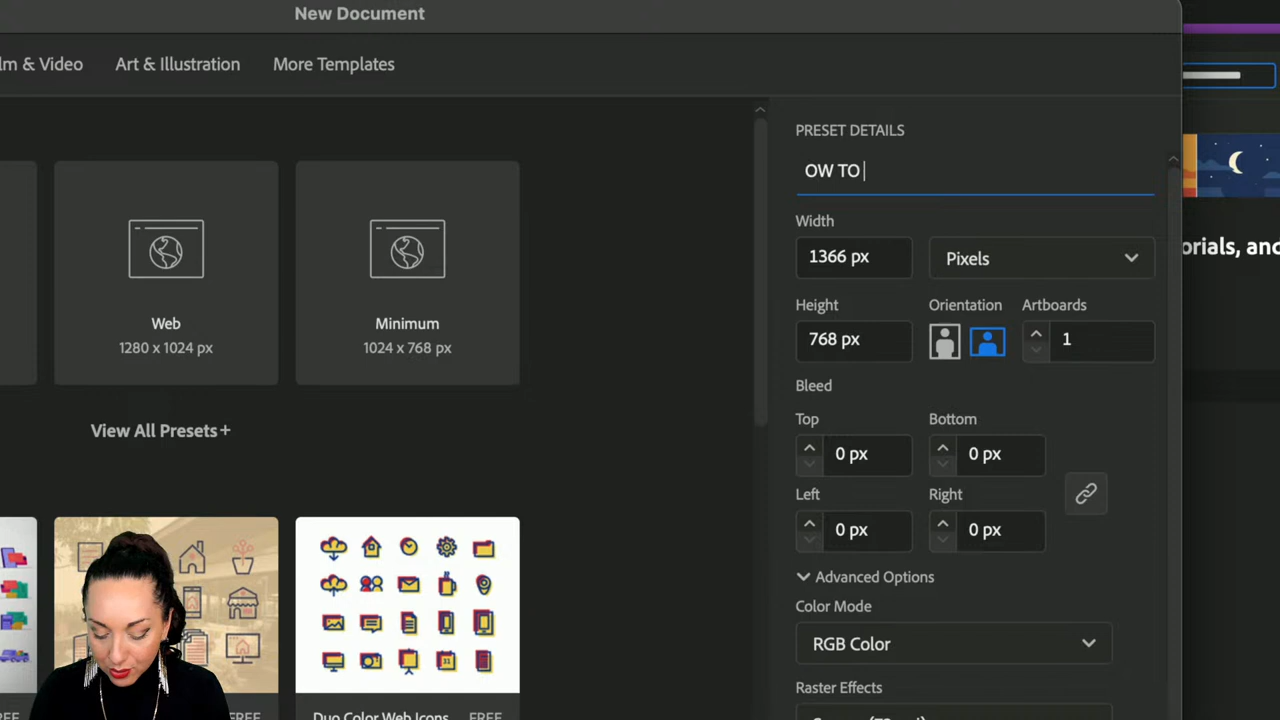 New Document
lm & Video Art & Illustration More Templates
PRESET DETAILS
OW TO
Width
1366 px Pixels
orials, and
Height Orientation Artboards
768 px 1
Web
1280 x 1024 px
Minimum
1024 x 768 px
Bleed
Top Bottom
0 px 0 px
View All Presets+
Left Right
0 px 0 px
Advanced Options
Color Mode
RGB Color
Raster Effects
FREE
Duo Color Web Icons FREE